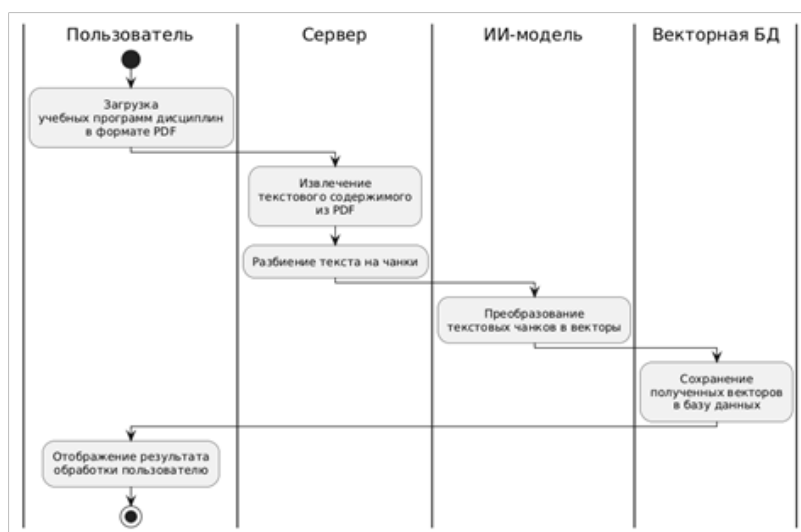 Пользователь
Сервер
ИИ-модель
Векторная БД
Загрузка
учебных программ дисциплин
в формате PDF
Извлечение
текстового содержимого
из PDF
Разбиение текста на чанки
Преобразование
текстовых чанков в векторы
Сохранение
полученных векторов
в базу данных
Отображение результата
обработки пользователю